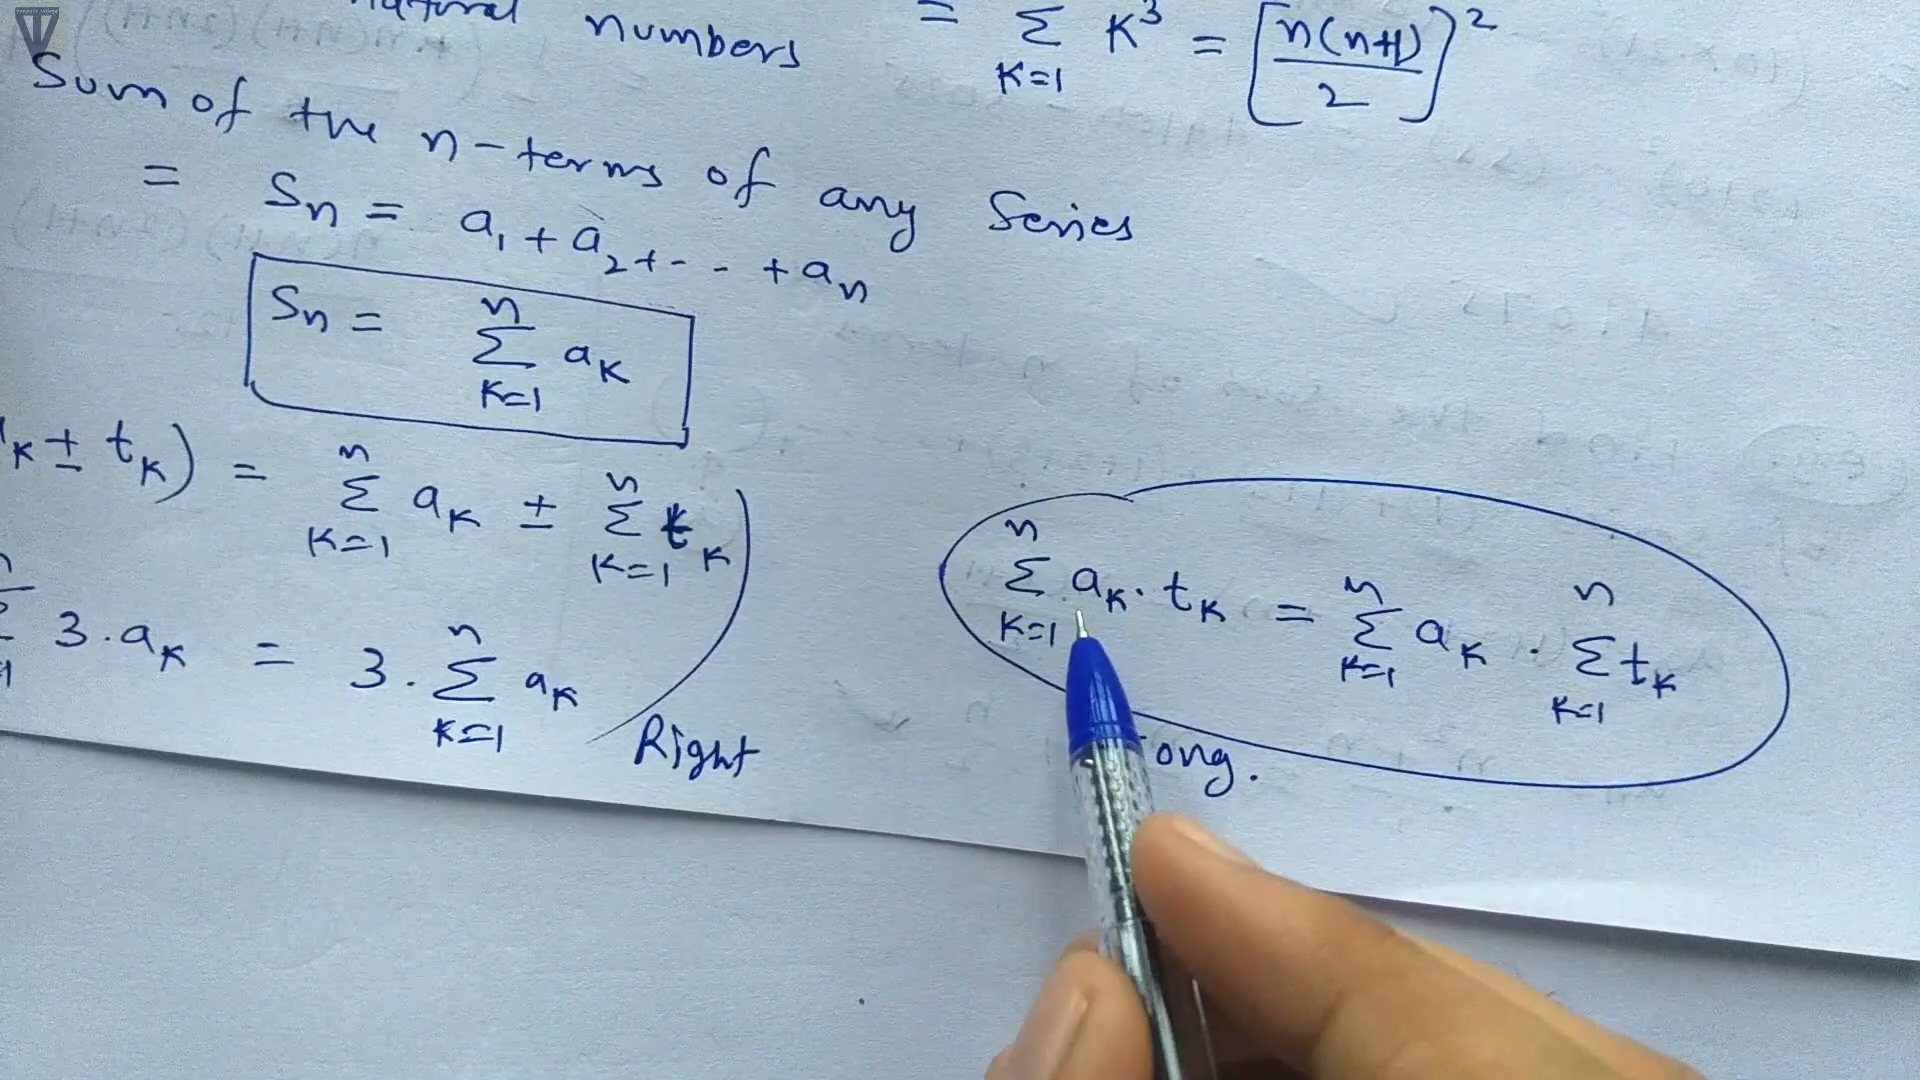 natural numbers = Σ K=1 K³ = [n(n+1)/2]²
Sum of the n-terms of any Series
= Sn = a₁ + a₂ + - - + aₙ
Sn = Σ n K=1 aK
K ± tK) = Σ n K=1 aK ± Σ n K=1 tK
3 . aK = 3 . Σ n K=1 aK
Right
Σ n K=1 aK . tK = Σ n K=1 aK . Σ n K=1 tK
ong.